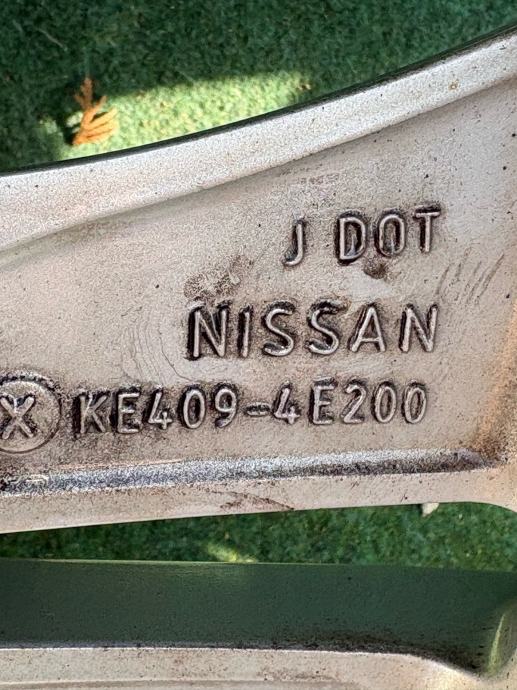 J DOT
NISSAN
X KE409-4E200